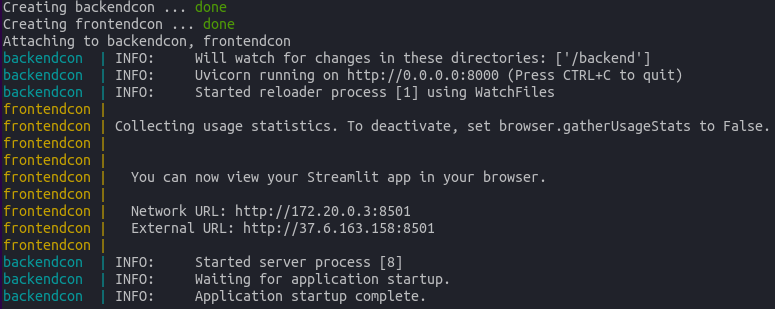 Creating backendcon ... done
Creating frontendcon ... done
Attaching to backendcon, frontendcon
backendcon  | INFO:     Will watch for changes in these directories: ['/backend']
backendcon  | INFO:     Uvicorn running on http://0.0.0.0:8000 (Press CTRL+C to quit)
backendcon  | INFO:     Started reloader process [1] using WatchFiles
frontendcon |
frontendcon | Collecting usage statistics. To deactivate, set browser.gatherUsageStats to False.
frontendcon |
frontendcon |
frontendcon |   You can now view your Streamlit app in your browser.
frontendcon |
frontendcon |   Network URL: http://172.20.0.3:8501
frontendcon |   External URL: http://37.6.163.158:8501
frontendcon |
backendcon  | INFO:     Started server process [8]
backendcon  | INFO:     Waiting for application startup.
backendcon  | INFO:     Application startup complete.